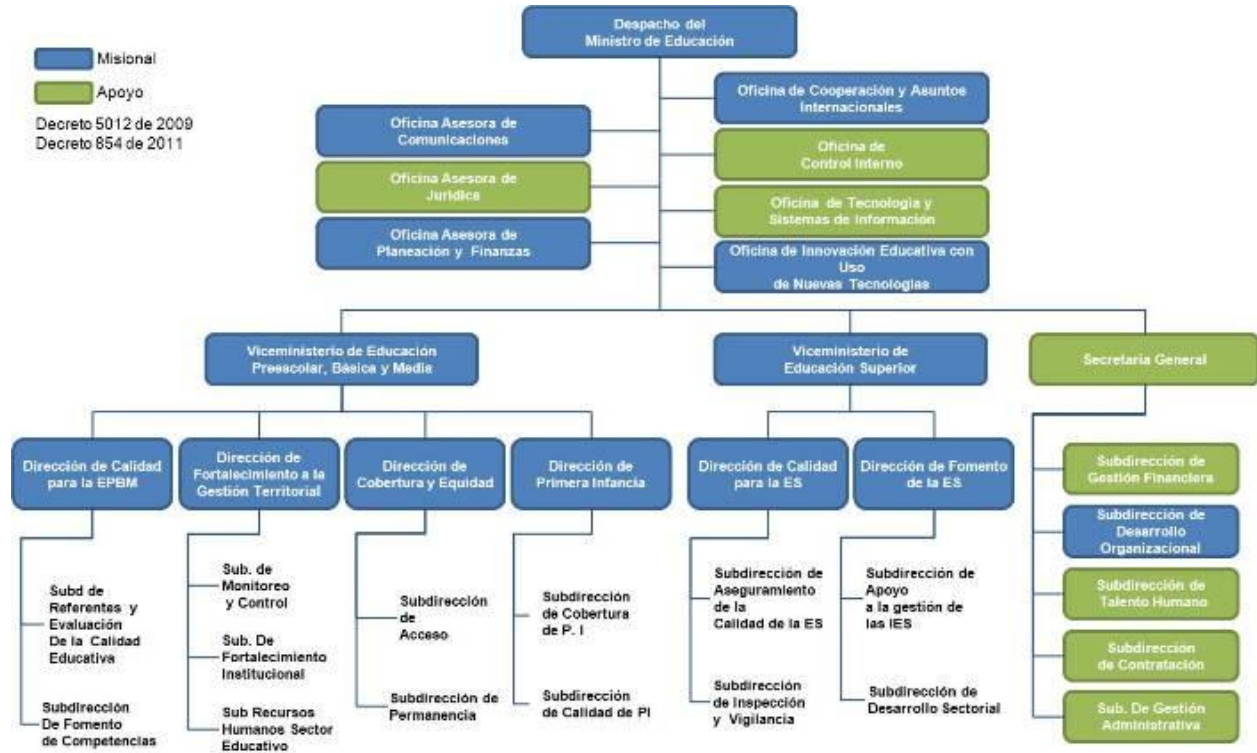 Despacho del
Ministro de Educación
Misional
Apoyo
Decreto 5012 de 2009
Decreto 854 de 2011
Oficina Asesora de
Comunicaciones
Oficina Asesora de
Juridica
Oficina Asesora de
Planeación y Finanzas
Oficina de Cooperación y Asuntos
Internacionales
Oficina de
Control Interno
Oficina de Tecnologia y
Sistemas de Información
Oficina de Innovación Educativa con
Uso
de Nuevas Tecnologias
Viceministerio de Educación
Preescolar, Básica y Media
Viceministerio de
Educación Superior
Secretaria General
Dirección de Calidad
para la EPBM
Dirección de
Fortalecimiento a la
Gestión Territorial
Dirección de
Cobertura y Equidad
Dirección de
Primera Infancia
Dirección de Calidad
para la ES
Dirección de Fomento
de la ES
Subd de
Referentes y
Evaluación
De la Calidad
Educativa
Subdirección
De Fomento
de Competencias
Sub. de
Monitoreo
y Control
Sub. De
Fortalecimiento
Institucional
Sub Recursos
Humanos Sector
Educativo
Subdirección
de
Acceso
Subdirección de
Permanencia
Subdirección
de Cobertura
de P. I
Subdirección
de Calidad de PI
Subdirección de
Aseguramiento
de la
Calidad de la ES
Subdirección
de Inspección
y Vigilancia
Subdirección de
Apoyo
a la gestión de
las IES
Subdirección de
Desarrollo Sectorial
Subdirección de
Gestión Financiera
Subdirección de
Desarrollo
Organizacional
Subdirección de
Talento Humano
Subdirección
de Contratación
Sub. De Gestión
Administrativa